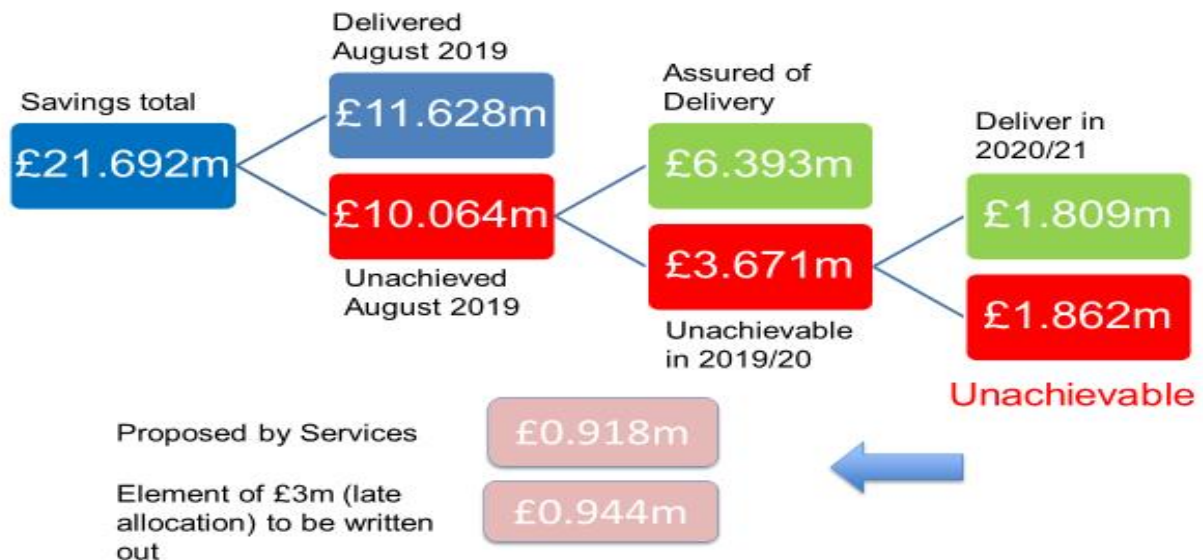 Savings total
£21.692m
Delivered
August 2019
£11.628m
£10.064m
Unachieved
August 2019
Assured of
Delivery
£6.393m
£3.671m
Unachievable
in 2019/20
Deliver in
2020/21
£1.809m
£1.862m
Unachievable
Proposed by Services
£0.918m
Element of £3m (late
allocation) to be written
out
£0.944m